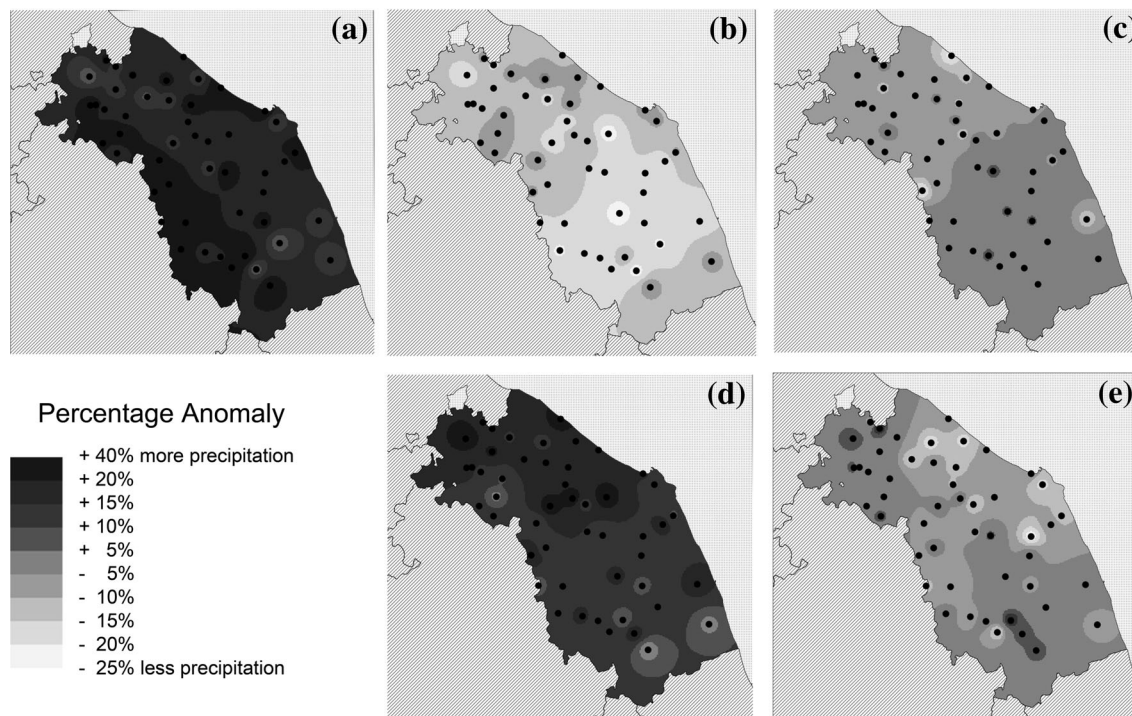 (a)
(b)
(c)
(d)
(e)
Percentage Anomaly
+ 40% more precipitation
+ 20%
+ 15%
+ 10%
+ 5%
- 5%
- 10%
- 15%
- 20%
- 25% less precipitation